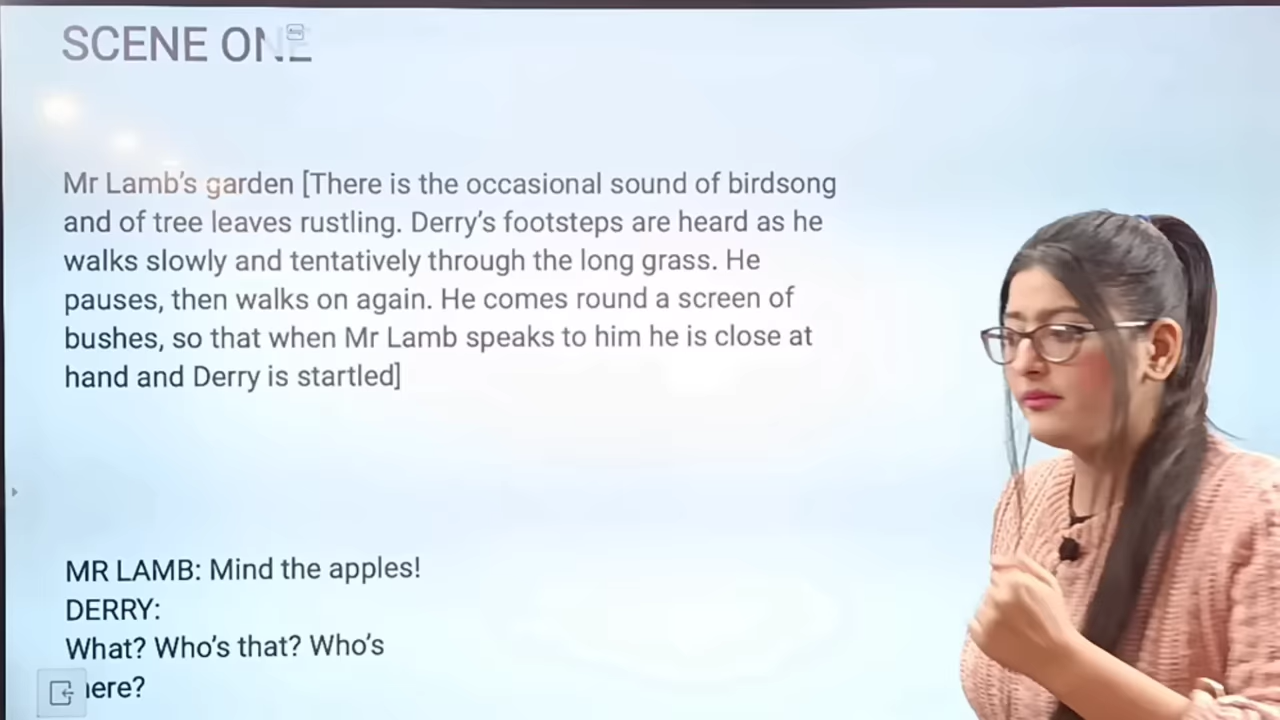 SCENE ONE
Mr Lamb's garden [There is the occasional sound of birdsong
and of tree leaves rustling. Derry's footsteps are heard as he
walks slowly and tentatively through the long grass. He
pauses, then walks on again. He comes round a screen of
bushes, so that when Mr Lamb speaks to him he is close at
hand and Derry is startled]
MR LAMB: Mind the apples!
DERRY:
What? Who's that? Who's